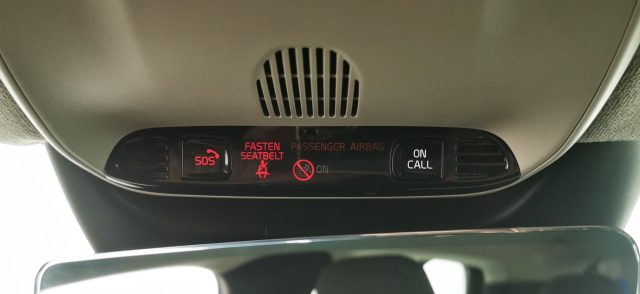 SOS
FASTEN
SEATBELT
PASSENGER AIRBAG
ON
ON
CALL